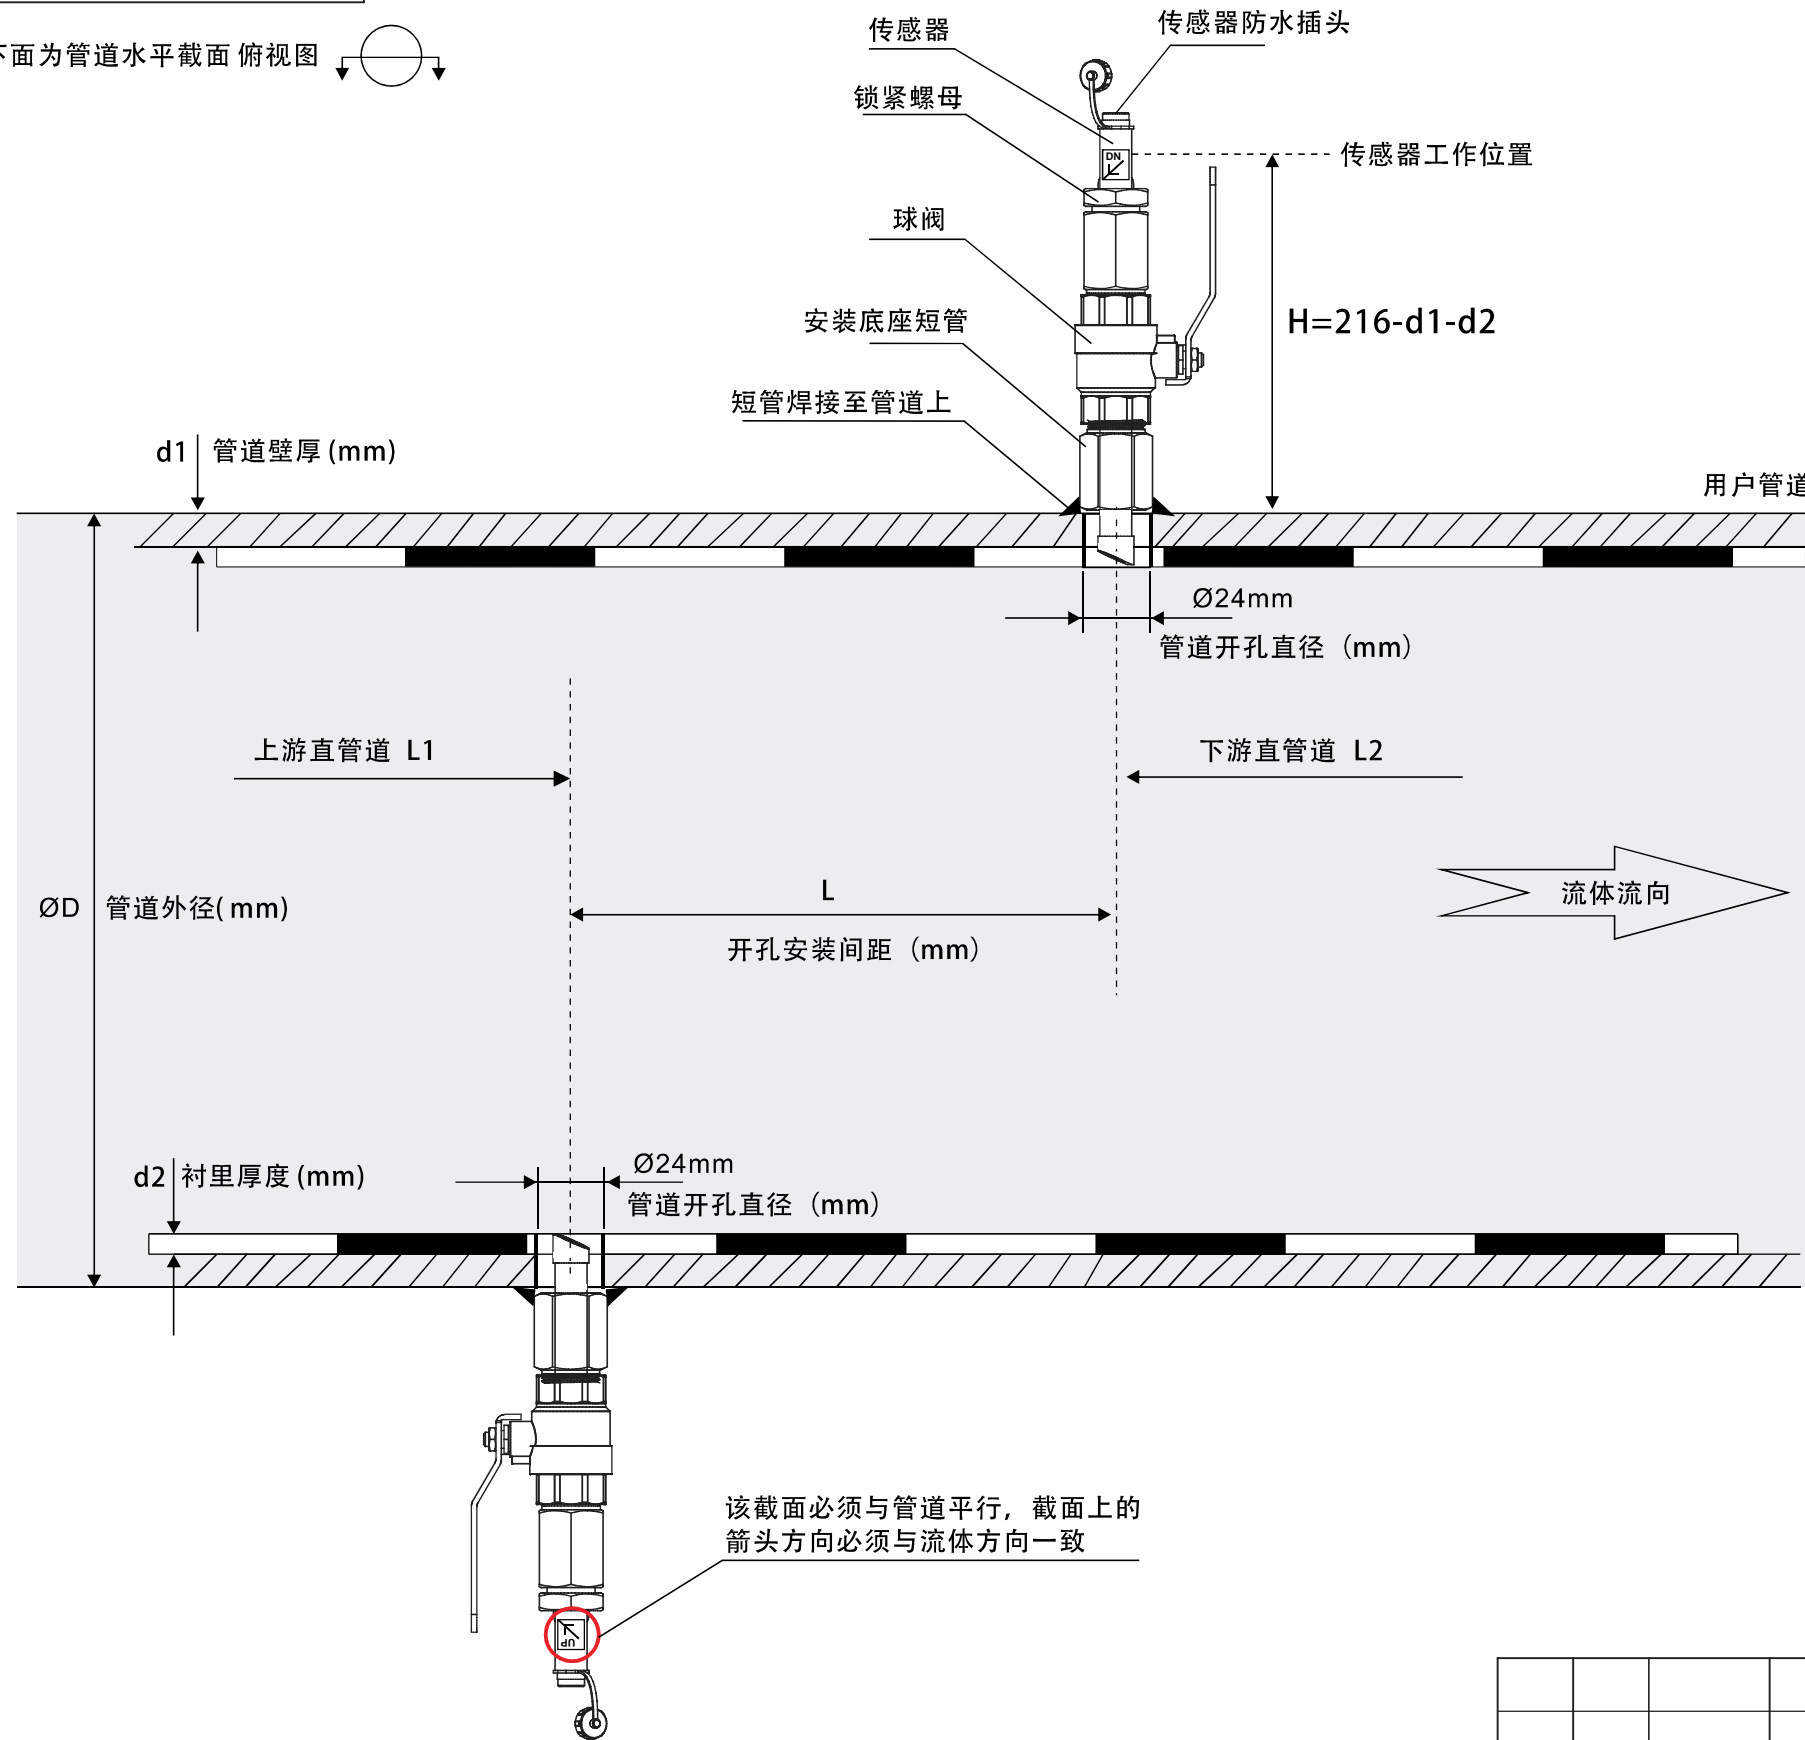 下面为管道水平截面 俯视图
传感器
传感器防水插头
锁紧螺母
DN
传感器工作位置
球阀
安装底座短管
H=216-d1-d2
短管焊接至管道上
d1 管道壁厚 (mm)
用户管道
Ø24mm
管道开孔直径 (mm)
上游直管道 L1
下游直管道 L2
L
开孔安装间距 (mm)
ØD 管道外径( mm)
流体流向
d2 衬里厚度 (mm)
Ø24mm
管道开孔直径 (mm)
该截面必须与管道平行，截面上的
箭头方向必须与流体方向一致
UP